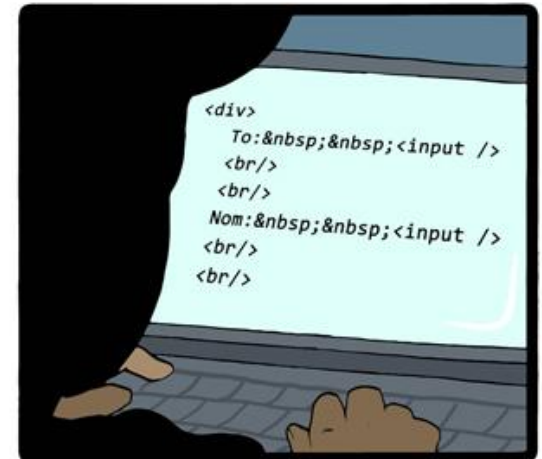 <div>
To:&nbsp;&nbsp;<input />
<br/>
<br/>
Nom:&nbsp;&nbsp;<input />
<br/>
<br/>